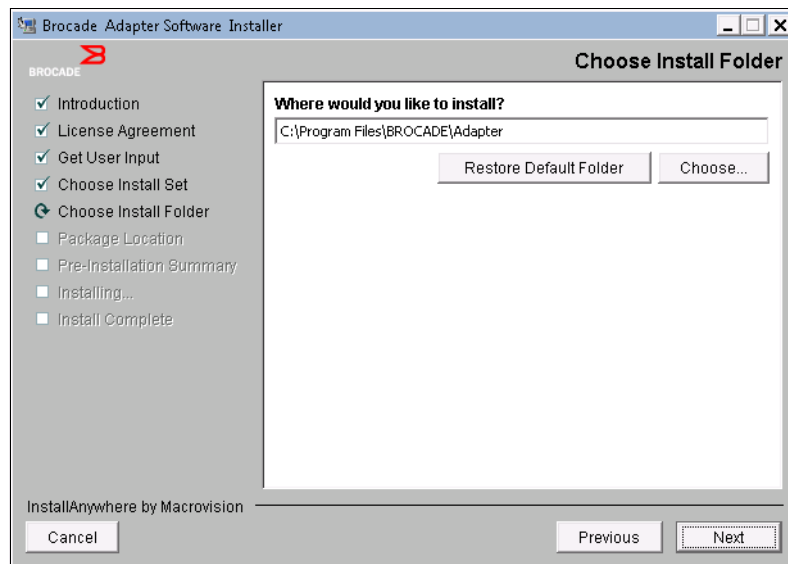 Brocade Adapter Software Installer
BROCADE
Choose Install Folder
Introduction
License Agreement
Get User Input
Choose Install Set
Choose Install Folder
Package Location
Pre-Installation Summary
Installing...
Install Complete
Where would you like to install?
C:\Program Files\BROCADE\Adapter
Restore Default Folder
Choose...
InstallAnywhere by Macrovision
Cancel
Previous
Next